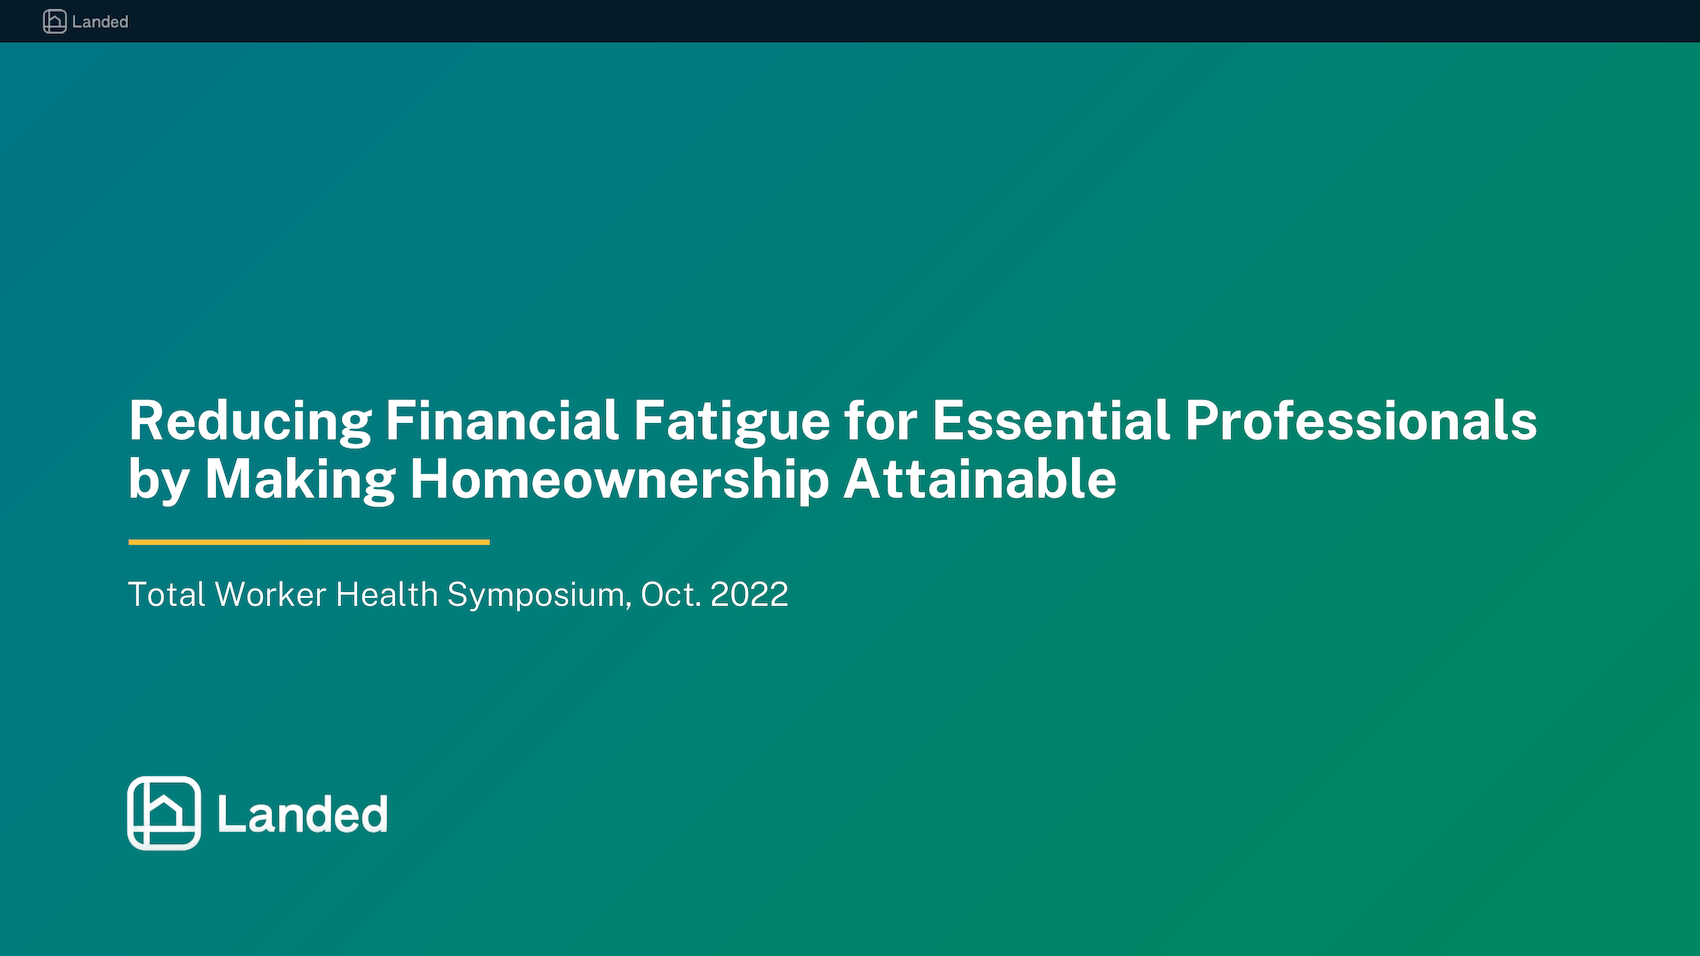 Landed
Reducing Financial Fatigue for Essential Professionals
by Making Homeownership Attainable
Total Worker Health Symposium, Oct. 2022
Landed